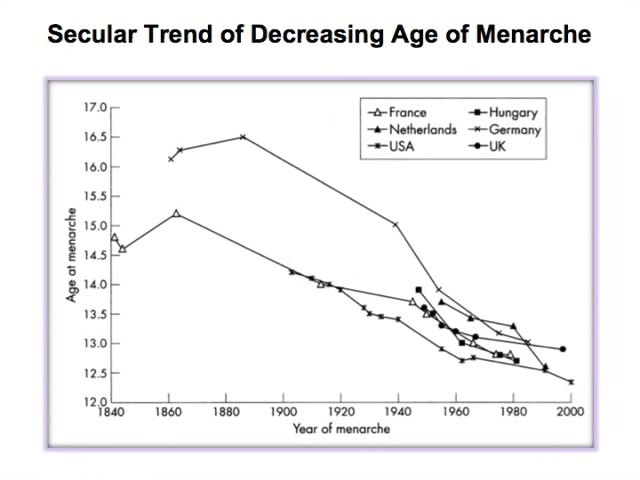 Secular Trend of Decreasing Age of Menarche
17.0
16.5
16.0
15.5
15.0
14.5
14.0
13.5
13.0
12.5
12.0
Age at menarche
France
Hungary
Netherlands
Germany
USA
UK
1840 1860 1880 1900 1920 1940 1960 1980 2000
Year of menarche